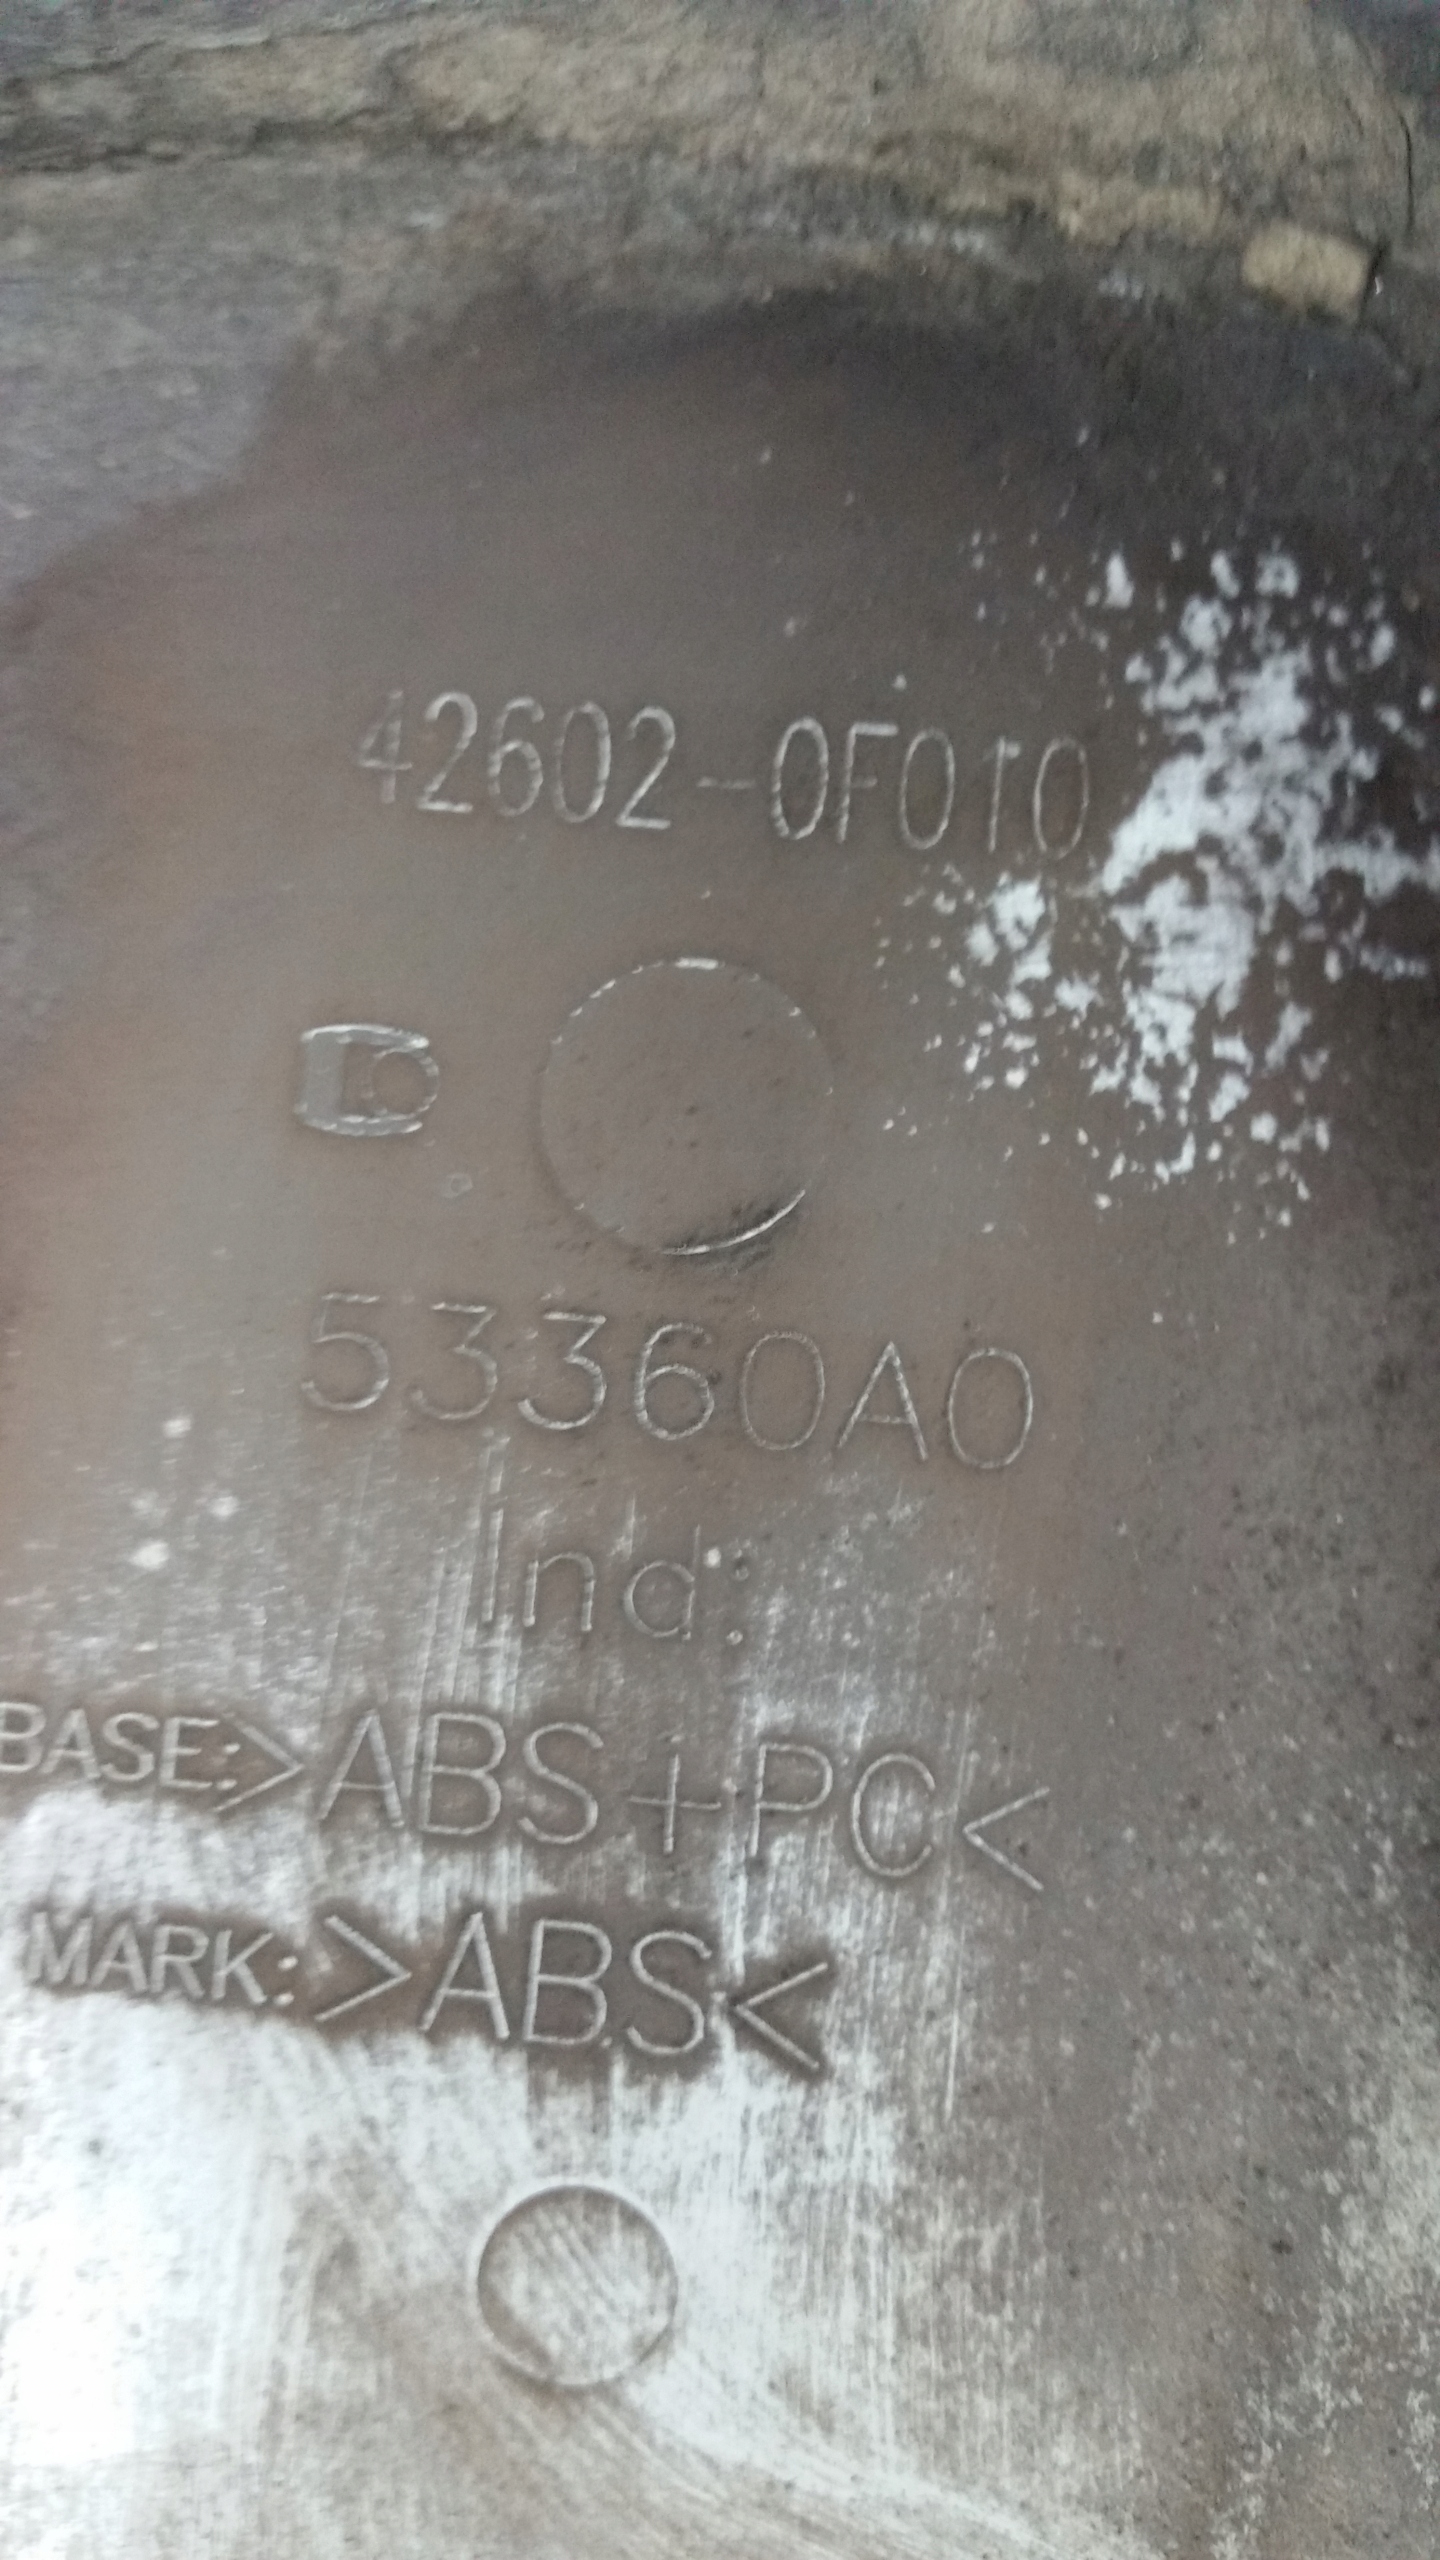 42602-0F010
53360A0
Ind:
BASE:>ABS+PC<
MARK:>ABS<